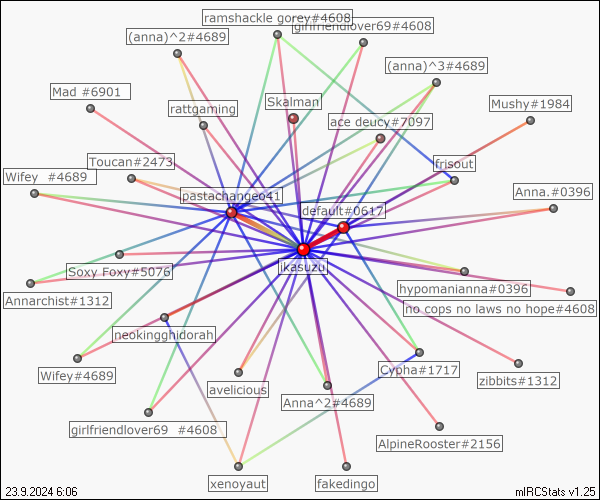 ramshackle gorey#4608
girlfriendlover69#4608
(anna)^2#4689
(anna)^3#4689
Mad #6901
Skalman
Mushy#1984
rattgaming
ace deucy#7097
Toucan#2473
frisout
Wifey  #4689
Anna.#0396
pastachangeo41
default#0617
Soxy Foxy#5076
ikasuzu
hypomanianna#0396
Annarchist#1312
no cops no laws no hope#4608
neokingghidorah
Wifey#4689
Cypha#1717
zibbits#1312
avelicious
Anna^2#4689
girlfriendlover69  #4608
AlpineRooster#2156
xenoyaut
fakedingo
23.9.2024 6:06
mIRCStats v1.25